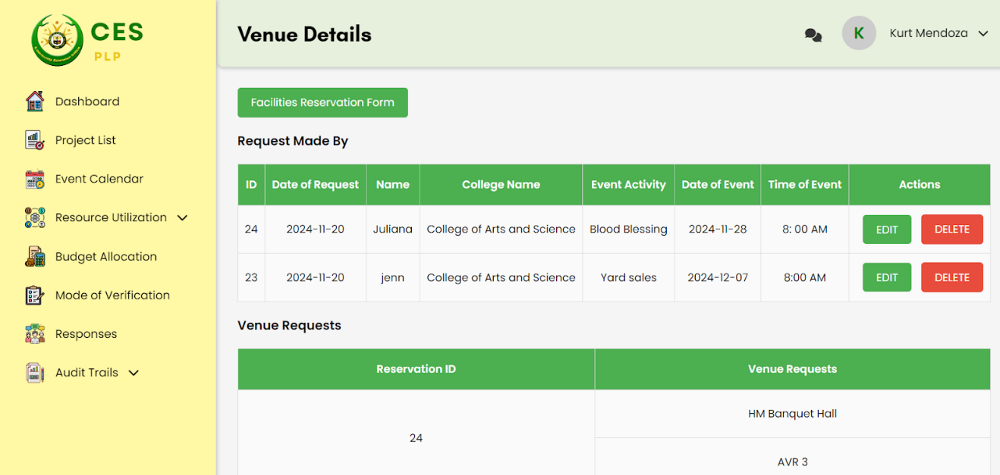 CES
PLP
Venue Details
K
Kurt Mendoza
Dashboard
Project List
Event Calendar
Resource Utilization
Budget Allocation
Mode of Verification
Responses
Audit Trails
Facilities Reservation Form
Request Made By
ID Date of Request Name College Name Event Activity Date of Event Time of Event Actions
24 2024-11-20 Juliana College of Arts and Science Blood Blessing 2024-11-28 8: 00 AM EDIT DELETE
23 2024-11-20 jenn College of Arts and Science Yard sales 2024-12-07 8:00 AM EDIT DELETE
Venue Requests
Reservation ID Venue Requests
HM Banquet Hall
24
AVR 3